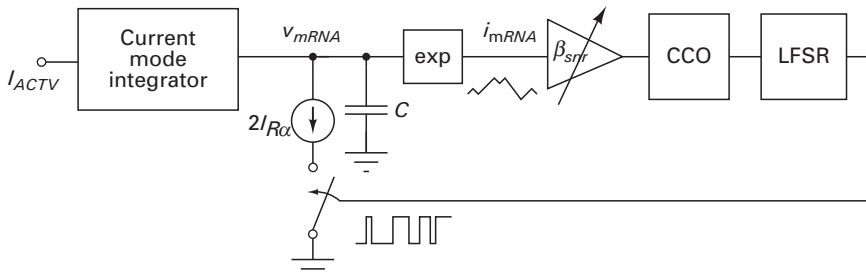 Current
mode
integrator
I_ACTV
v_mRNA
exp
i_mRNA
β_snr
CCO
LFSR
2I_Rα
C